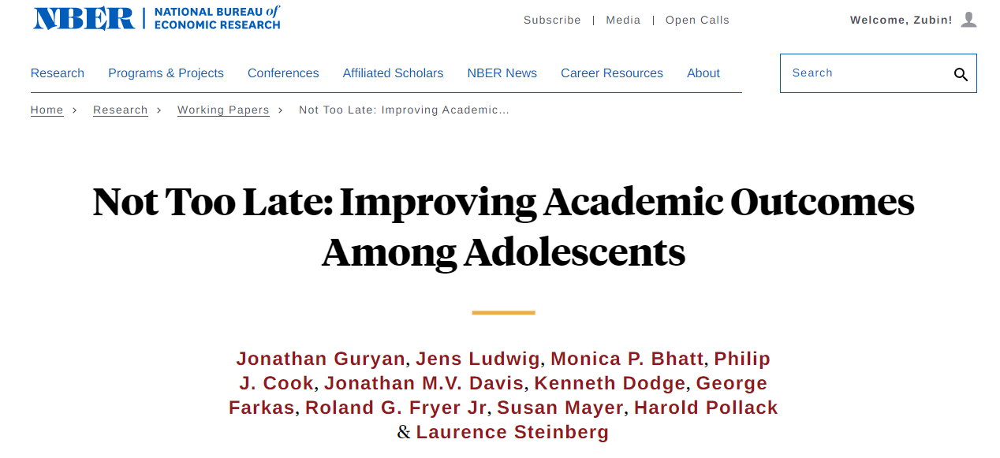 NBER | NATIONAL BUREAU of
ECONOMIC RESEARCH
Subscribe | Media | Open Calls
Welcome, Zubin!
Research Programs & Projects Conferences Affiliated Scholars NBER News Career Resources About
Search
Home > Research > Working Papers > Not Too Late: Improving Academic...
Not Too Late: Improving Academic Outcomes
Among Adolescents
Jonathan Guryan, Jens Ludwig, Monica P. Bhatt, Philip
J. Cook, Jonathan M.V. Davis, Kenneth Dodge, George
Farkas, Roland G. Fryer Jr, Susan Mayer, Harold Pollack
& Laurence Steinberg